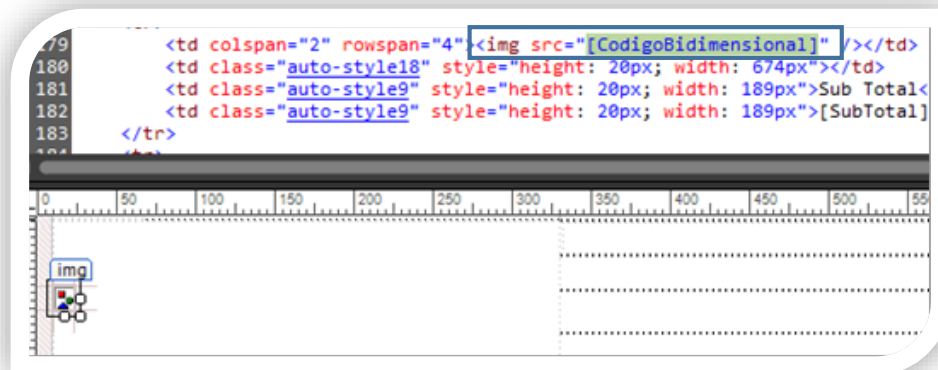 179 <td colspan="2" rowspan="4"><img src="[CodigoBidimensional]" /></td>
180 <td class="auto-style18" style="height: 20px; width: 674px"></td>
181 <td class="auto-style9" style="height: 20px; width: 189px">Sub Total<
182 <td class="auto-style9" style="height: 20px; width: 189px">[SubTotal]
183 </tr>
0 50 100 150 200 250 300 350 400 450 500 55
img